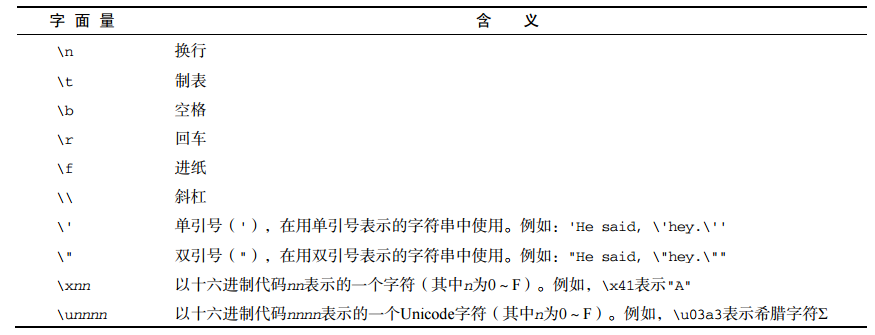 字 面 量 含 义
\n 换行
\t 制表
\b 空格
\r 回车
\f 进纸
\\ 斜杠
\' 单引号（'），在用单引号表示的字符串中使用。例如：'He said, \'hey.\''
\" 双引号（"），在用双引号表示的字符串中使用。例如："He said, \"hey.\""
\xnn 以十六进制代码nn表示的一个字符（其中n为0～F）。例如，\x41表示"A"
\unnnn 以十六进制代码nnnn表示的一个Unicode字符（其中n为0～F）。例如，\u03a3表示希腊字符Σ